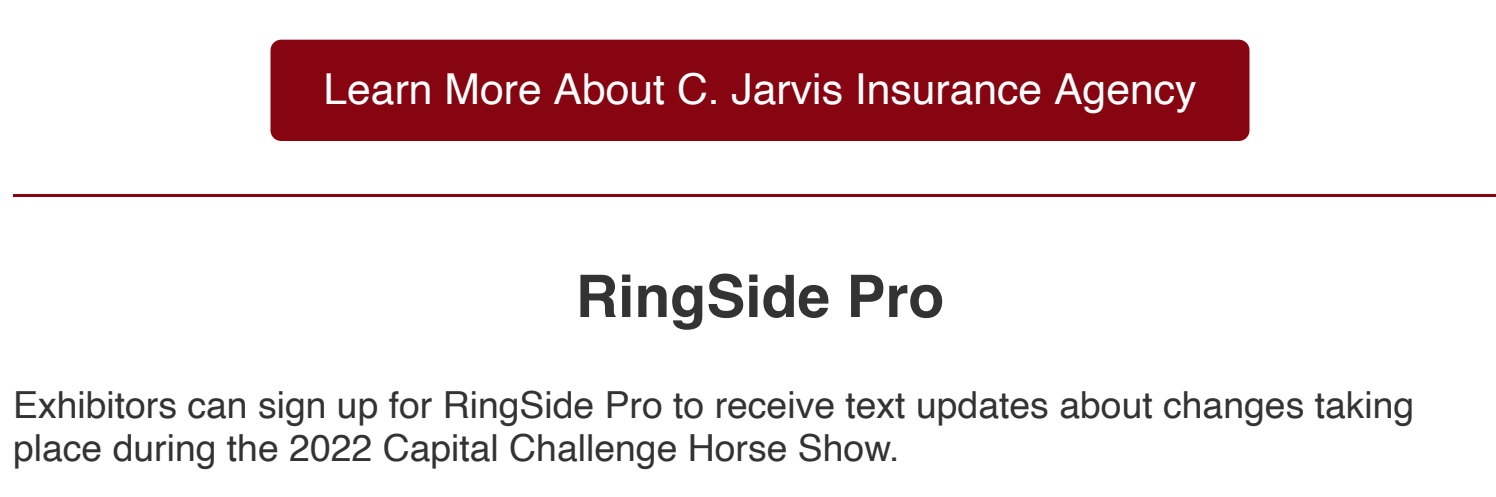 Learn More About C. Jarvis Insurance Agency
RingSide Pro
Exhibitors can sign up for RingSide Pro to receive text updates about changes taking
place during the 2022 Capital Challenge Horse Show.